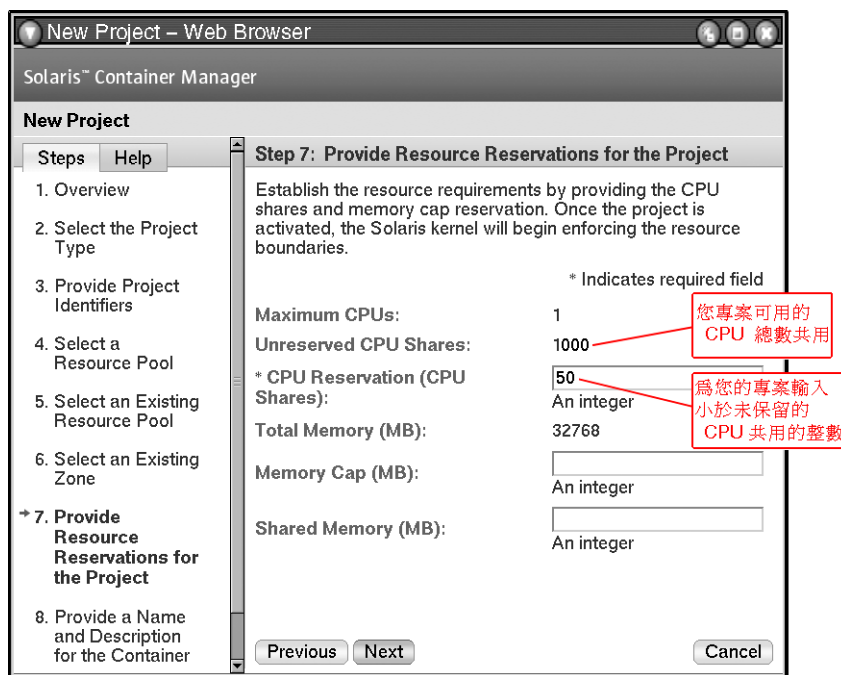 New Project – Web Browser
Solaris™ Container Manager
New Project
Steps
Help
1. Overview
2. Select the Project
Type
3. Provide Project
Identifiers
4. Select a
Resource Pool
5. Select an Existing
Resource Pool
6. Select an Existing
Zone
7. Provide
Resource
Reservations for
the Project
8. Provide a Name
and Description
for the Container
Step 7: Provide Resource Reservations for the Project
Establish the resource requirements by providing the CPU
shares and memory cap reservation. Once the project is
activated, the Solaris kernel will begin enforcing the resource
boundaries.
* Indicates required field
Maximum CPUs:
1
Unreserved CPU Shares:
1000
* CPU Reservation (CPU
Shares):
50
An integer
Total Memory (MB):
32768
Memory Cap (MB):
An integer
Shared Memory (MB):
An integer
您專案可用的
CPU 總數共用
為您的專案輸入
小於未保留的
CPU 共用的整數
Previous
Next
Cancel